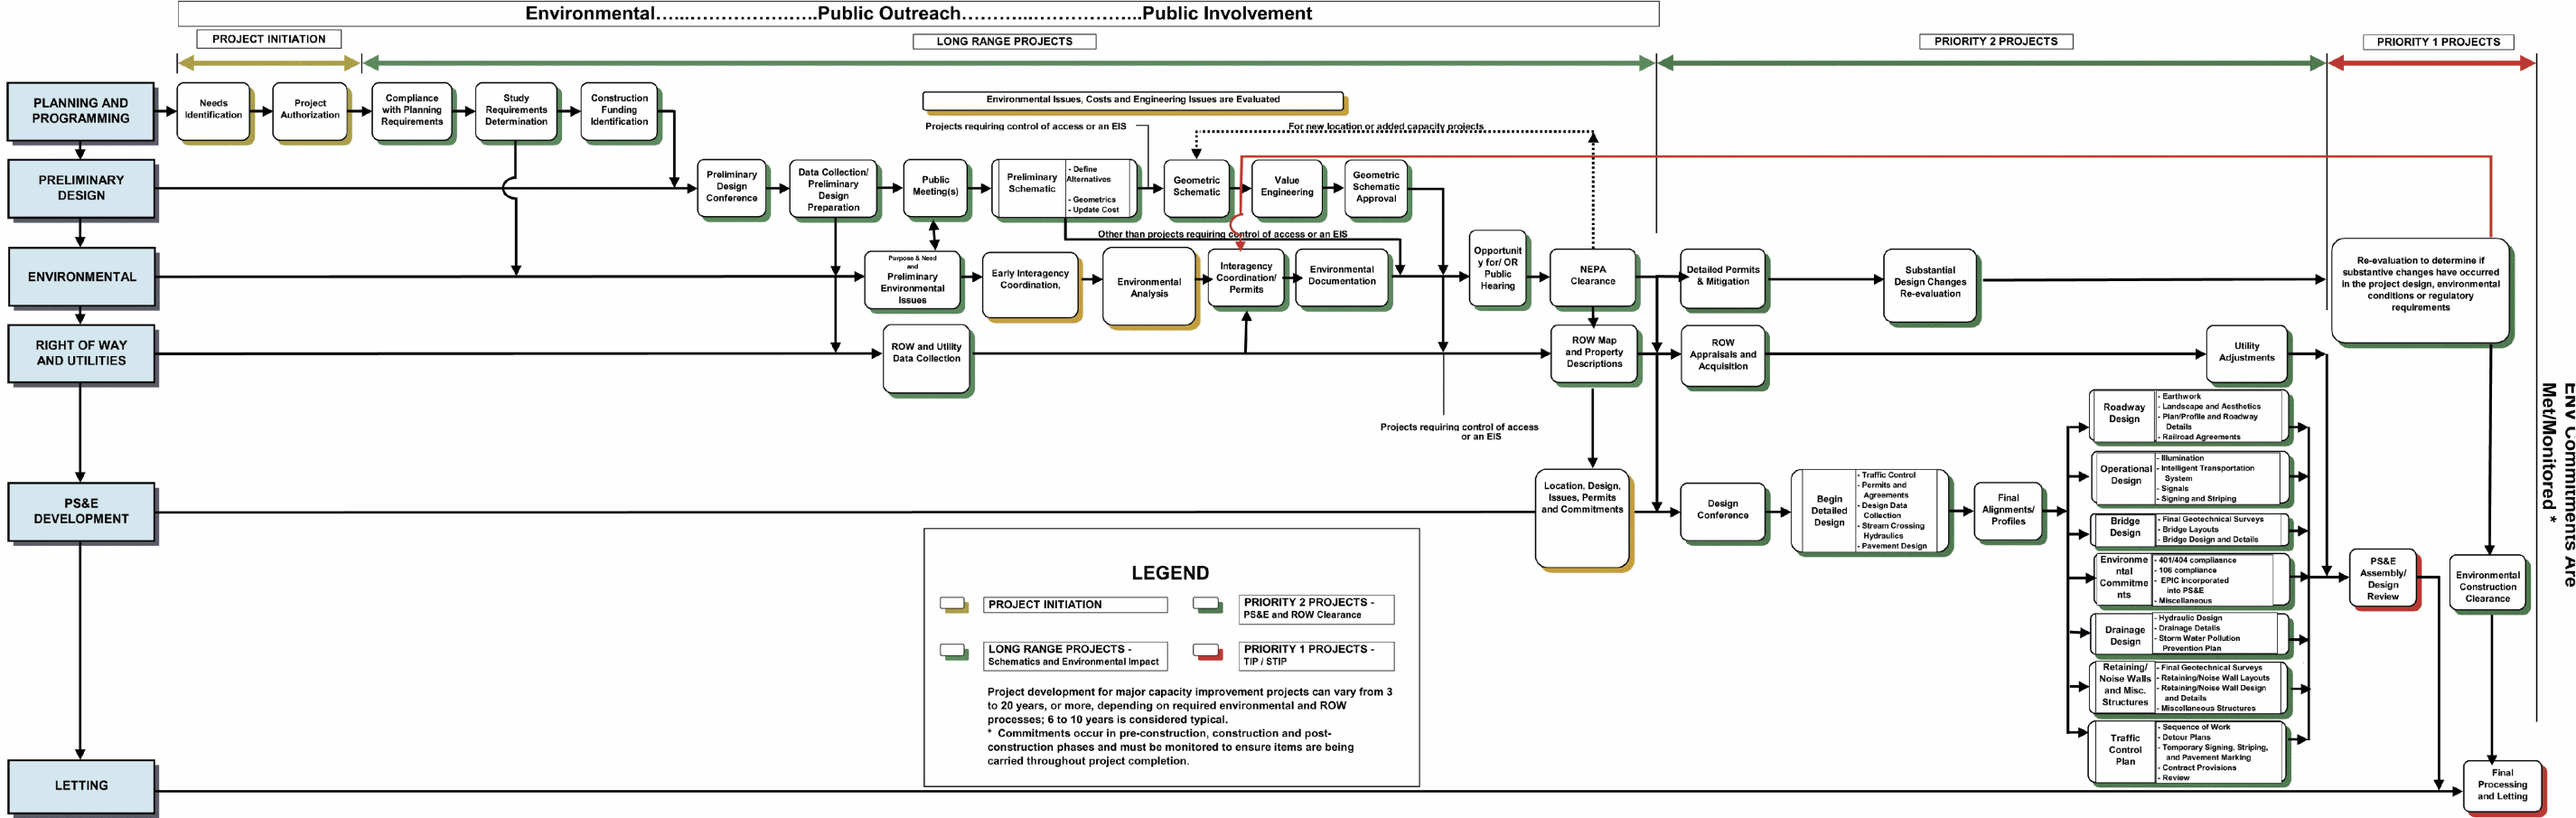 Environmental…...……………….Public Outreach………...……………...Public Involvement
PROJECT INITIATION
LONG RANGE PROJECTS
PRIORITY 2 PROJECTS
PRIORITY 1 PROJECTS
PLANNING AND
PROGRAMMING
Needs
Identification
Project
Authorization
Compliance
with Planning
Requirements
Study
Requirements
Determination
Construction
Funding
Identification
Environmental Issues, Costs and Engineering Issues are Evaluated
Projects requiring control of access or an EIS
For new location or added capacity projects
PRELIMINARY
DESIGN
Preliminary
Design
Conference
Data Collection/
Preliminary
Design
Preparation
Public
Meeting(s)
Preliminary
Schematic
- Define
Alternatives
- Geometrics
- Update Cost
Geometric
Schematic
Value
Engineering
Geometric
Schematic
Approval
Other than projects requiring control of access or an EIS
ENVIRONMENTAL
Purpose & Need
and
Preliminary
Environmental
Issues
Early Interagency
Coordination,
Environmental
Analysis
Interagency
Coordination/
Permits
Environmental
Documentation
Opportunit
y for/ OR
Public
Hearing
NEPA
Clearance
Detailed Permits
& Mitigation
Substantial
Design Changes
Re-evaluation
Re-evaluation to determine if
substantive changes have occurred
in the project design, environmental
conditions or regulatory
requirements
RIGHT OF WAY
AND UTILITIES
ROW and Utility
Data Collection
ROW Map
and Property
Descriptions
ROW
Appraisals and
Acquisition
Utility
Adjustments
Projects requiring control of access
or an EIS
ENV Commitments Are
Met/Monitored *
PS&E
DEVELOPMENT
Location, Design,
Issues, Permits
and Commitments
Design
Conference
Begin
Detailed
Design
- Traffic Control
- Permits and
Agreements
- Design Data
Collection
- Stream Crossing
Hydraulics
- Pavement Design
Final
Alignments/
Profiles
Roadway
Design
- Earthwork
- Landscape and Aesthetics
- Plan/Profile and Roadway
Details
- Railroad Agreements
Operational
Design
- Illumination
- Intelligent Transportation
System
- Signals
- Signing and Striping
Bridge
Design
- Final Geotechnical Surveys
- Bridge Layouts
- Bridge Design and Details
Environme
ntal
Commitme
nts
- 401/404 compliance
- 106 compliance
- EPIC incorporated
into PS&E
- Miscellaneous
Drainage
Design
- Hydraulic Design
- Drainage Details
- Storm Water Pollution
Prevention Plan
Retaining/
Noise Walls
and Misc.
Structures
- Final Geotechnical Surveys
- Retaining/Noise Wall Layouts
- Retaining/Noise Wall Design
and Details
- Miscellaneous Structures
Traffic
Control
Plan
- Sequence of Work
- Detour Plans
- Temporary Signing, Striping,
and Pavement Marking
- Contract Provisions
- Review
PS&E
Assembly/
Design
Review
Environmental
Construction
Clearance
LEGEND
PROJECT INITIATION
PRIORITY 2 PROJECTS -
PS&E and ROW Clearance
LONG RANGE PROJECTS -
Schematics and Environmental Impact
PRIORITY 1 PROJECTS -
TIP / STIP
Project development for major capacity improvement projects can vary from 3
to 20 years, or more, depending on required environmental and ROW
processes; 6 to 10 years is considered typical.
* Commitments occur in pre-construction, construction and post-
construction phases and must be monitored to ensure items are being
carried throughout project completion.
LETTING
Final
Processing
and Letting